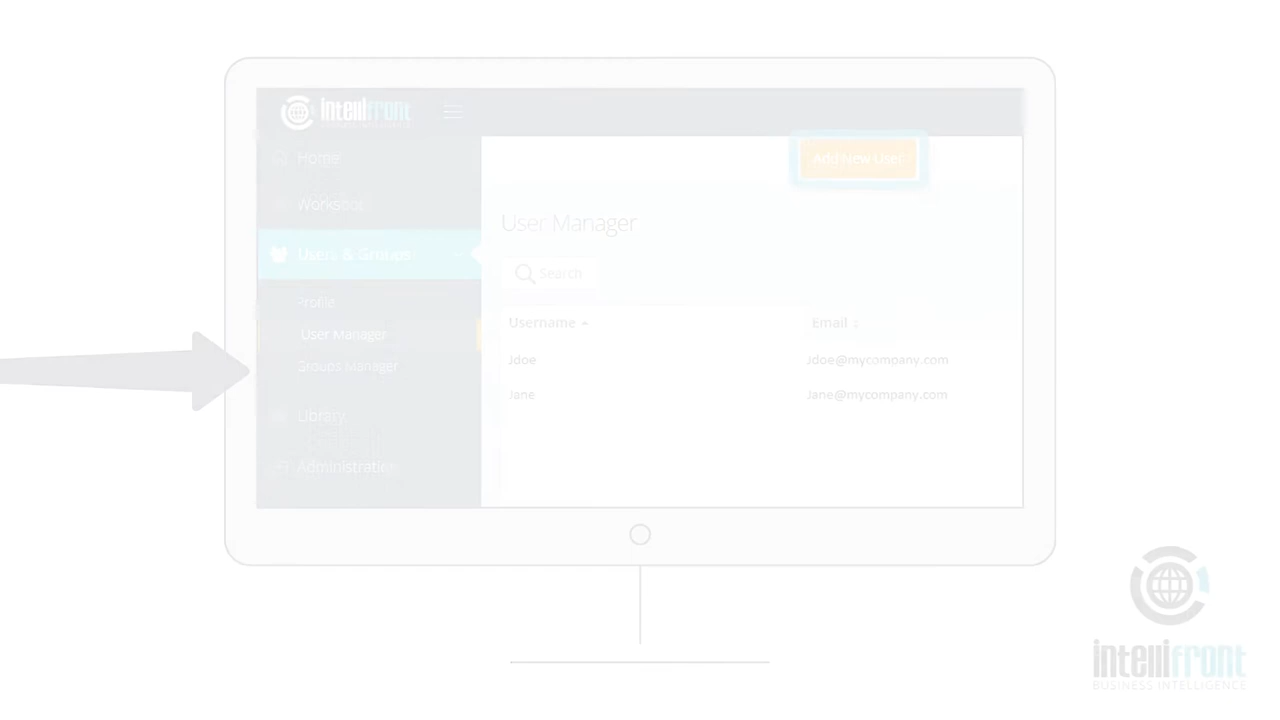 intellifront
Home
Add New User
Users & Groups
User Manager
Search
Profile
Username
Email
User Manager
Jdoe
Jdoe@mycompany.com
Groups Manager
Jane
Jane@mycompany.com
Library
Administration
intellifront
BUSINESS INTELLIGENCE